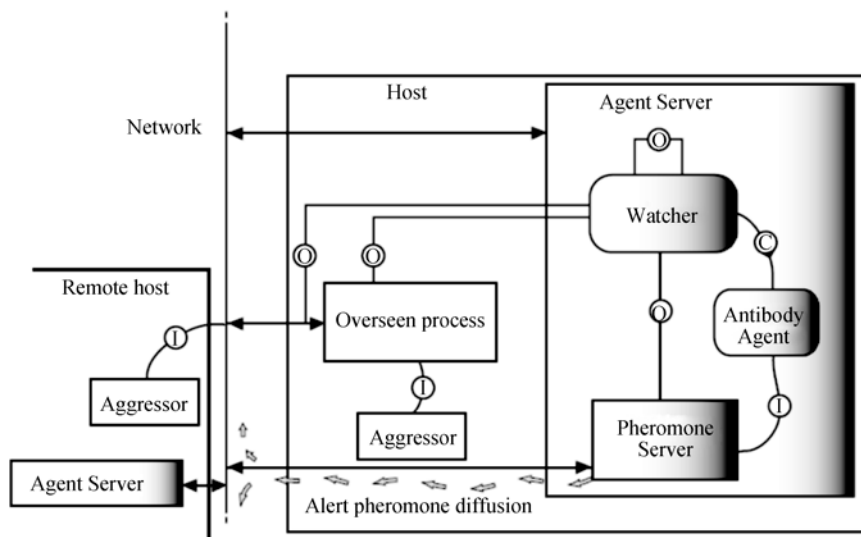 Host
Agent Server
Network
O
Watcher
O
O
C
Remote host
Overseen process
O
Antibody
Agent
I
I
Aggressor
Aggressor
I
Pheromone
Server
Agent Server
Alert pheromone diffusion